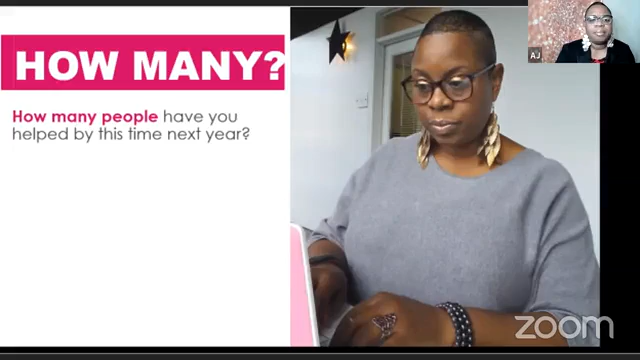 HOW MANY?
How many people have you
helped by this time next year?
AJ
zoom